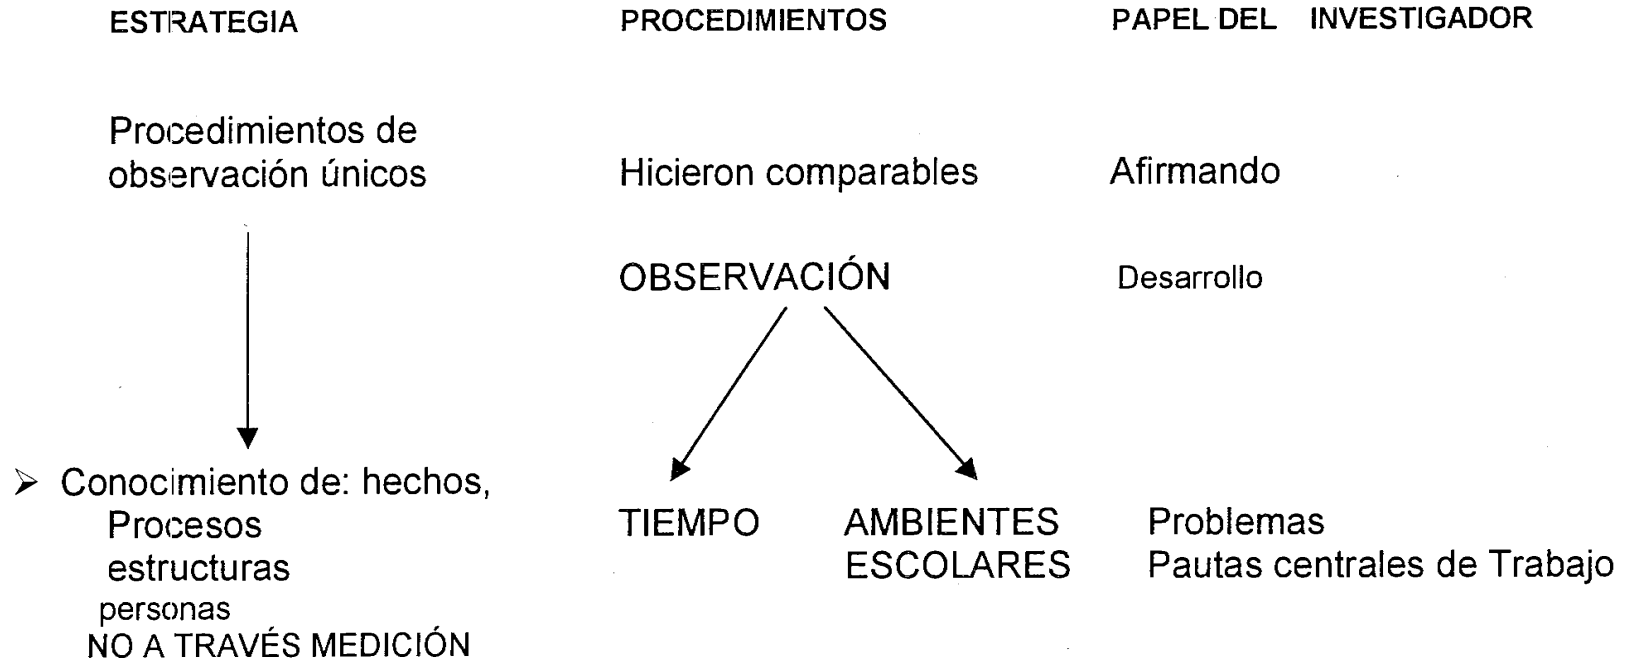 ESTRATEGIA PROCEDIMIENTOS PAPEL DEL INVESTIGADOR
Procedimientos de
observación únicos Hicieron comparables Afirmando
OBSERVACIÓN Desarrollo
➢ Conocimiento de: hechos,
Procesos TIEMPO AMBIENTES Problemas
estructuras ESCOLARES Pautas centrales de Trabajo
personas
NO A TRAVÉS MEDICIÓN